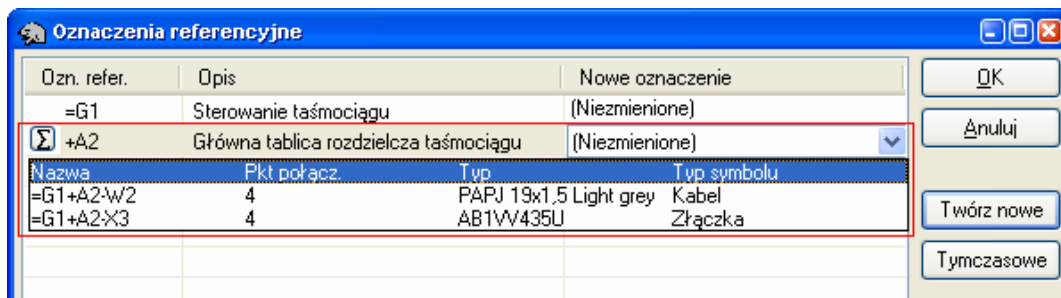 Oznaczenia referencyjne
Ozn. refer. Opis Nowe oznaczenie OK
=G1 Sterowanie taśmociągu (Niezmienione)
Σ +A2 Główna tablica rozdzielcza taśmociągu (Niezmienione) Anuluj
Nazwa Pkt połącz. Typ Typ symbolu
=G1+A2-W2 4 PAPJ 19x1,5 Light grey Kabel
=G1+A2-X3 4 AB1VV435U Złączka
Twórz nowe
Tymczasowe